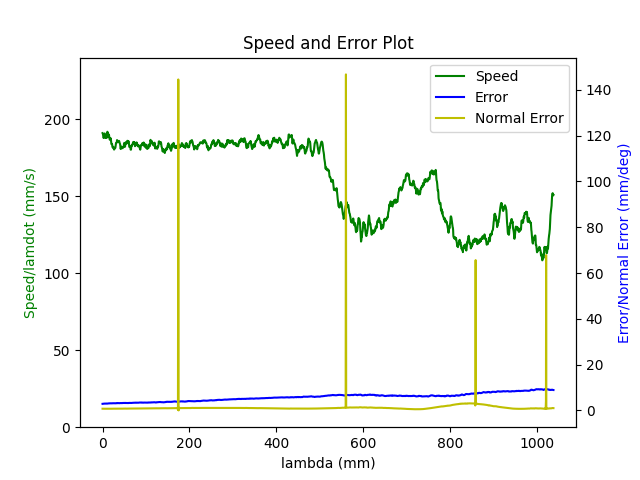 Speed and Error Plot
Speed
Error
Normal Error
Speed/lamdot (mm/s)
200
150
100
50
0
140
120
100
80
60
40
20
0
Error/Normal Error (mm/deg)
0 200 400 600 800 1000
lambda (mm)